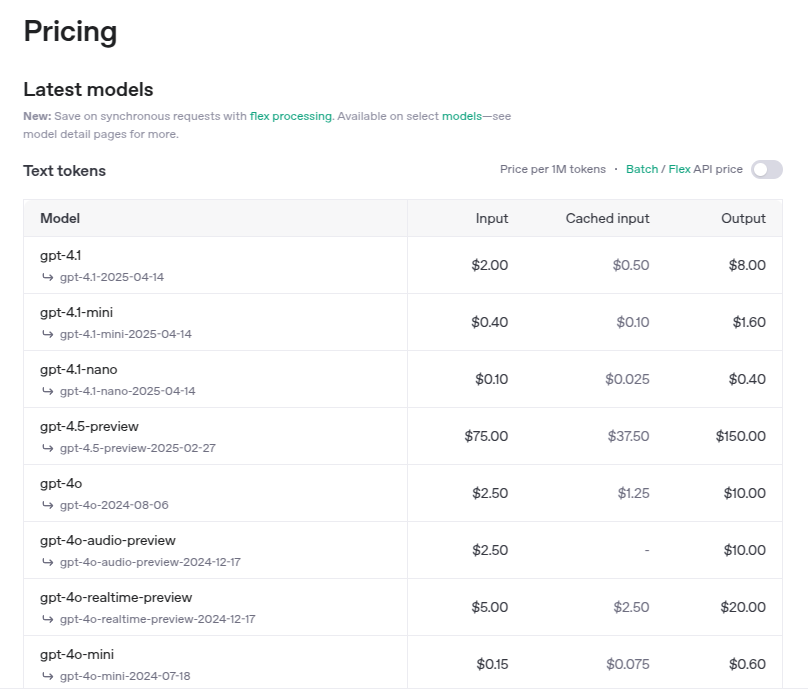 Pricing
Latest models
New: Save on synchronous requests with flex processing. Available on select models—see
model detail pages for more.
Text tokens Price per 1M tokens · Batch / Flex API price
Model Input Cached input Output
gpt-4.1
↳ gpt-4.1-2025-04-14 $2.00 $0.50 $8.00
gpt-4.1-mini
↳ gpt-4.1-mini-2025-04-14 $0.40 $0.10 $1.60
gpt-4.1-nano
↳ gpt-4.1-nano-2025-04-14 $0.10 $0.025 $0.40
gpt-4.5-preview
↳ gpt-4.5-preview-2025-02-27 $75.00 $37.50 $150.00
gpt-4o
↳ gpt-4o-2024-08-06 $2.50 $1.25 $10.00
gpt-4o-audio-preview
↳ gpt-4o-audio-preview-2024-12-17 $2.50 - $10.00
gpt-4o-realtime-preview
↳ gpt-4o-realtime-preview-2024-12-17 $5.00 $2.50 $20.00
gpt-4o-mini
↳ gpt-4o-mini-2024-07-18 $0.15 $0.075 $0.60